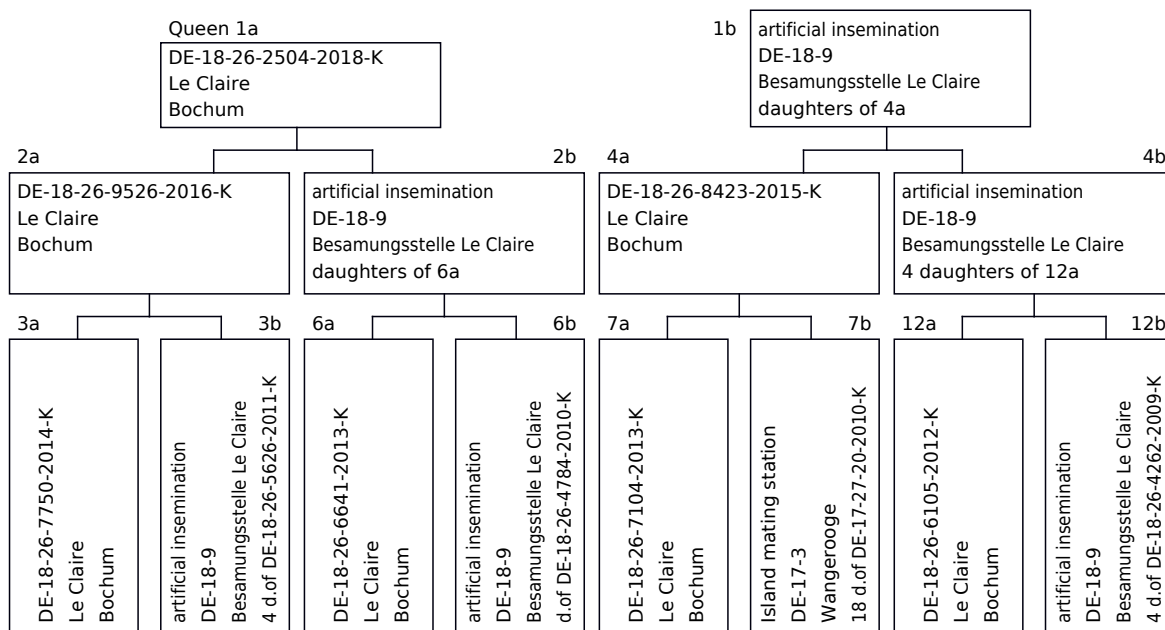 Queen 1a
DE-18-26-2504-2018-K
Le Claire
Bochum
1b
artificial insemination
DE-18-9
Besamungsstelle Le Claire
daughters of 4a
2a
DE-18-26-9526-2016-K
Le Claire
Bochum
2b
artificial insemination
DE-18-9
Besamungsstelle Le Claire
daughters of 6a
4a
DE-18-26-8423-2015-K
Le Claire
Bochum
4b
artificial insemination
DE-18-9
Besamungsstelle Le Claire
4 daughters of 12a
3a
DE-18-26-7750-2014-K
Le Claire
Bochum
3b
artificial insemination
DE-18-9
Besamungsstelle Le Claire
4 d.of DE-18-26-5626-2011-K
6a
DE-18-26-6641-2013-K
Le Claire
Bochum
6b
artificial insemination
DE-18-9
Besamungsstelle Le Claire
d.of DE-18-26-4784-2010-K
7a
DE-18-26-7104-2013-K
Le Claire
Bochum
7b
Island mating station
DE-17-3
Wangerooge
18 d.of DE-17-27-20-2010-K
12a
DE-18-26-6105-2012-K
Le Claire
Bochum
12b
artificial insemination
DE-18-9
Besamungsstelle Le Claire
4 d.of DE-18-26-4262-2009-K